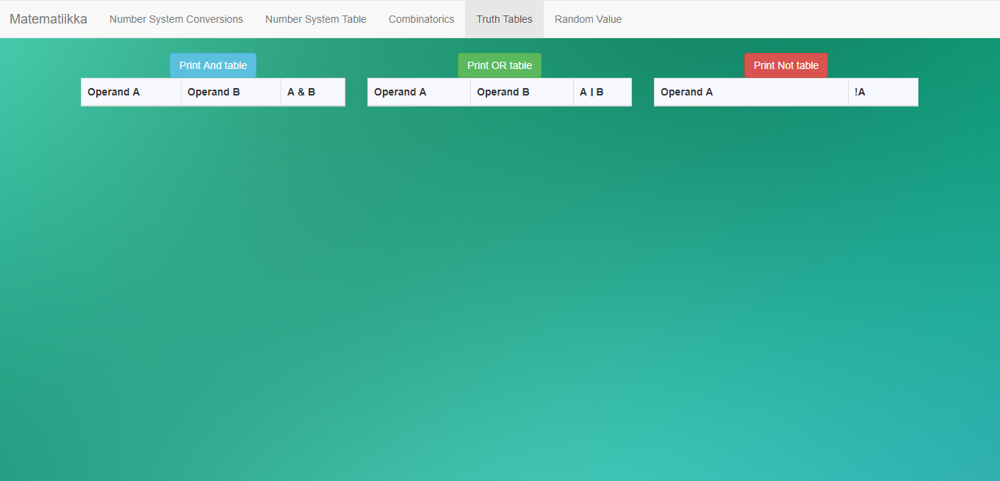 Matematiikka Number System Conversions Number System Table Combinatorics Truth Tables Random Value
Print And table Print OR table Print Not table
Operand A Operand B A & B Operand A Operand B A | B Operand A !A